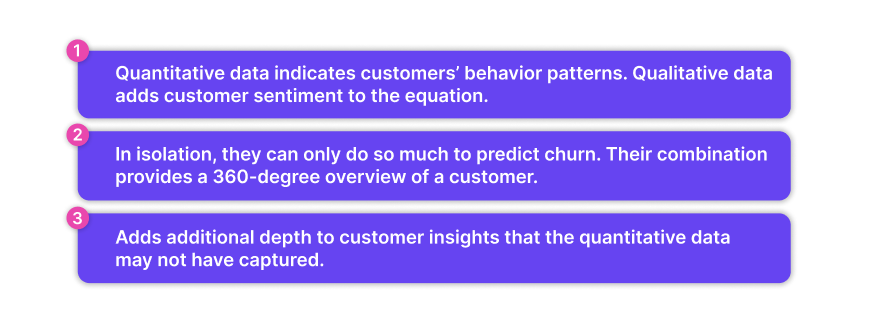 1
Quantitative data indicates customers’ behavior patterns. Qualitative data
adds customer sentiment to the equation.
2
In isolation, they can only do so much to predict churn. Their combination
provides a 360-degree overview of a customer.
3
Adds additional depth to customer insights that the quantitative data
may not have captured.